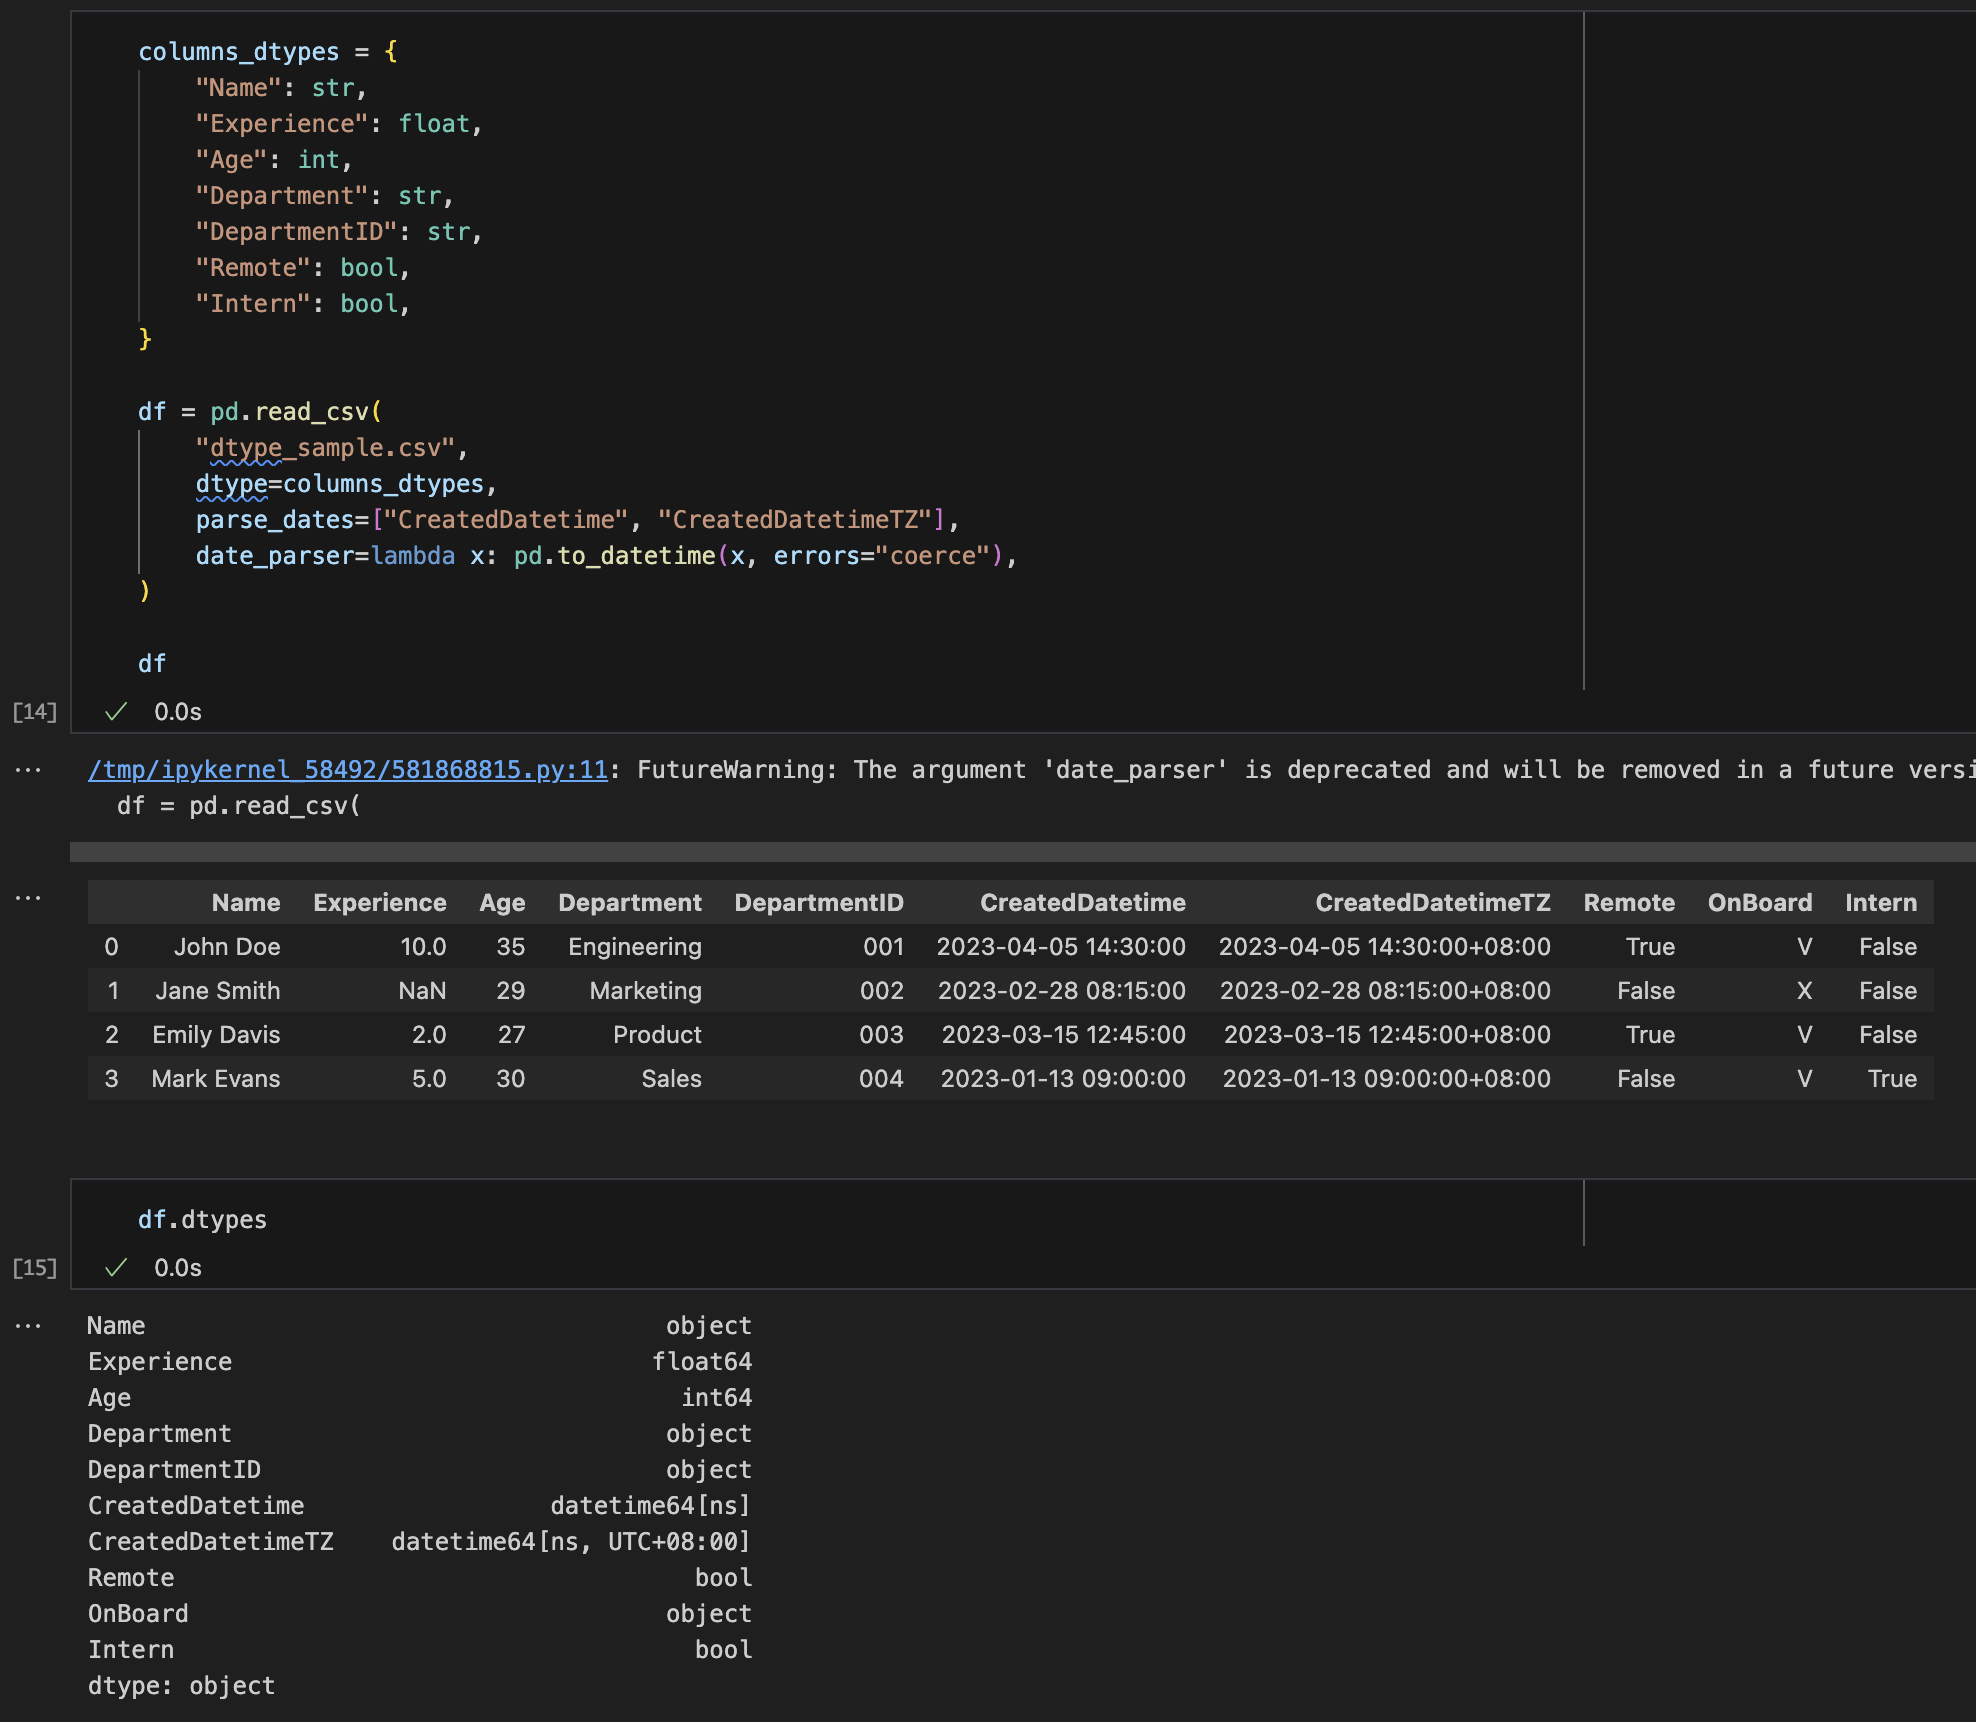 columns_dtypes = {
    "Name": str,
    "Experience": float,
    "Age": int,
    "Department": str,
    "DepartmentID": str,
    "Remote": bool,
    "Intern": bool,
}

df = pd.read_csv(
    "dtype_sample.csv",
    dtype=columns_dtypes,
    parse_dates=["CreatedDatetime", "CreatedDatetimeTZ"],
    date_parser=lambda x: pd.to_datetime(x, errors="coerce"),
)

df
[14] ✓ 0.0s
... /tmp/ipykernel_58492/581868815.py:11: FutureWarning: The argument 'date_parser' is deprecated and will be removed in a future versi
  df = pd.read_csv(
... Name Experience Age Department DepartmentID CreatedDatetime CreatedDatetimeTZ Remote OnBoard Intern
0 John Doe 10.0 35 Engineering 001 2023-04-05 14:30:00 2023-04-05 14:30:00+08:00 True V False
1 Jane Smith NaN 29 Marketing 002 2023-02-28 08:15:00 2023-02-28 08:15:00+08:00 False X False
2 Emily Davis 2.0 27 Product 003 2023-03-15 12:45:00 2023-03-15 12:45:00+08:00 True V False
3 Mark Evans 5.0 30 Sales 004 2023-01-13 09:00:00 2023-01-13 09:00:00+08:00 False V True
df.dtypes
[15] ✓ 0.0s
... Name object
Experience float64
Age int64
Department object
DepartmentID object
CreatedDatetime datetime64[ns]
CreatedDatetimeTZ datetime64[ns, UTC+08:00]
Remote bool
OnBoard object
Intern bool
dtype: object